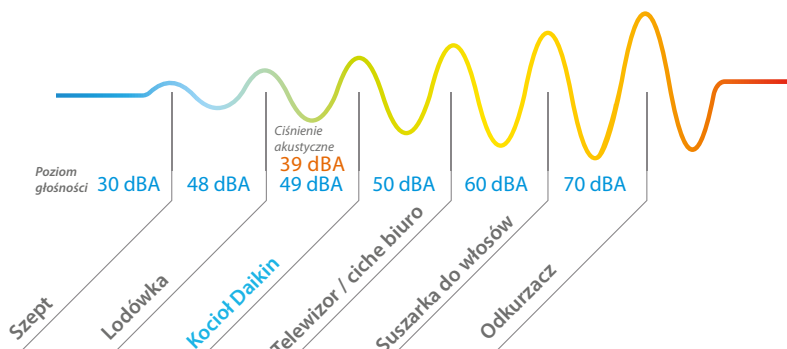 Ciśnienie
akustyczne
39 dBA
Poziom
głośności
30 dBA
48 dBA
49 dBA
50 dBA
60 dBA
70 dBA
Szept
Lodówka
Kocioł Daikin
Telewizor / ciche biuro
Suszarka do włosów
Odkurzacz